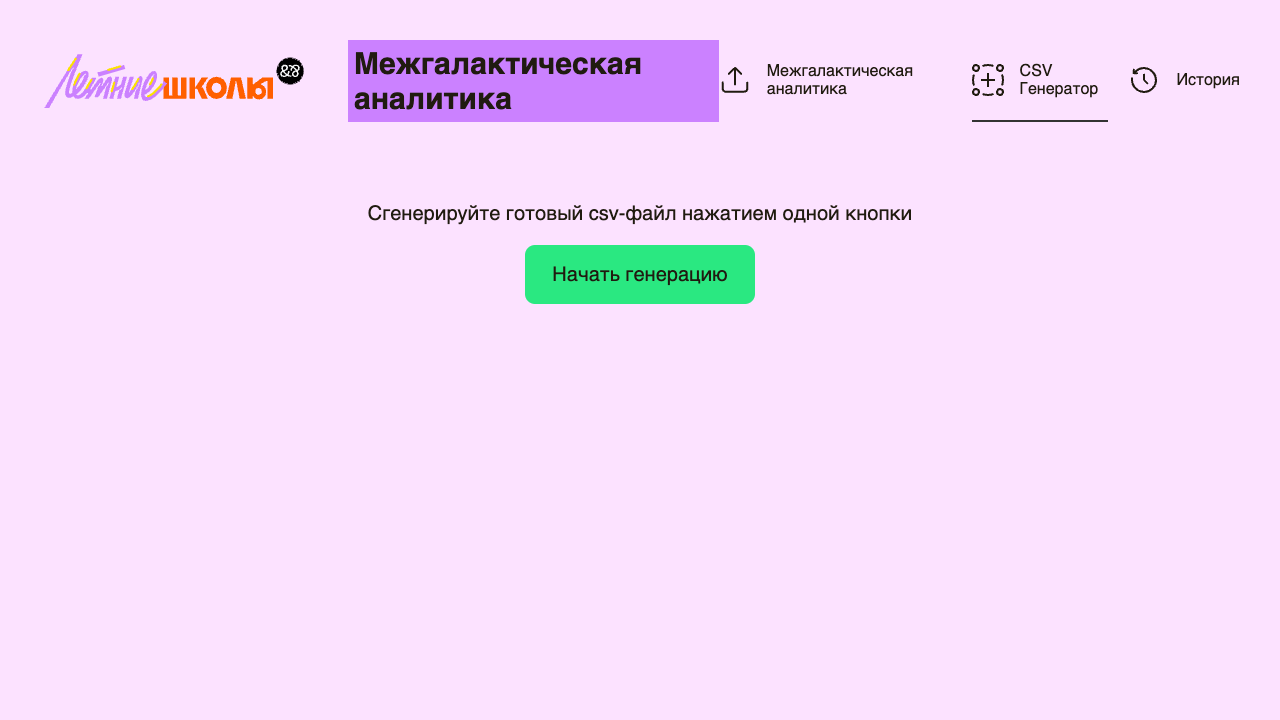 Летние школы
Межгалактическая
аналитика
Межгалактическая
аналитика
CSV
Генератор
История
Сгенерируйте готовый csv-файл нажатием одной кнопки
Начать генерацию